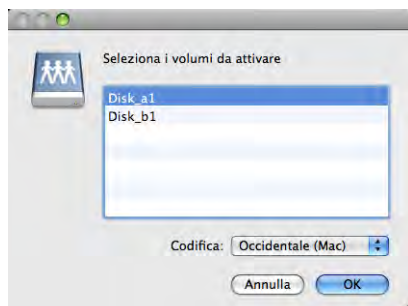 Seleziona i volumi da attivare
Disk_a1
Disk_b1
Codifica: Occidentale (Mac)
Annulla OK